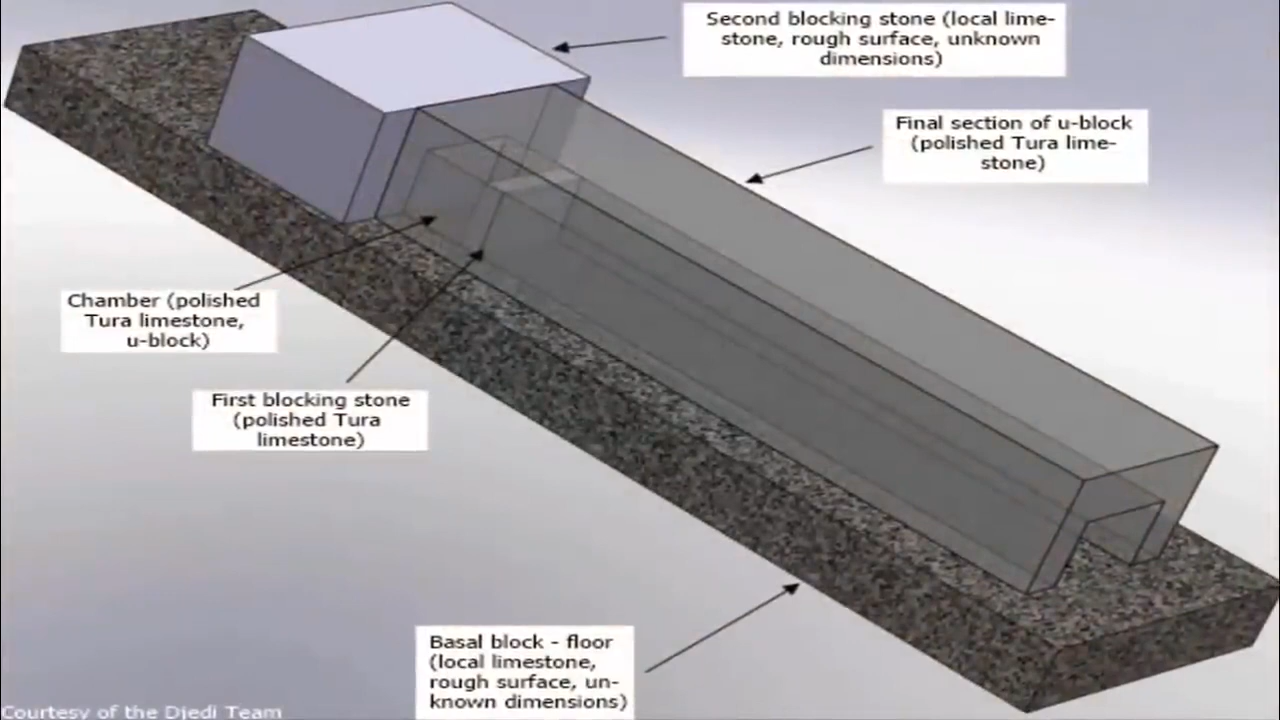 Second blocking stone (local lime-
stone, rough surface, unknown
dimensions)
Final section of u-block
(polished Tura lime-
stone)
Chamber (polished
Tura limestone,
u-block)
First blocking stone
(polished Tura
limestone)
Basal block - floor
(local limestone,
rough surface, un-
known dimensions)
Courtesy of the Djedi Team